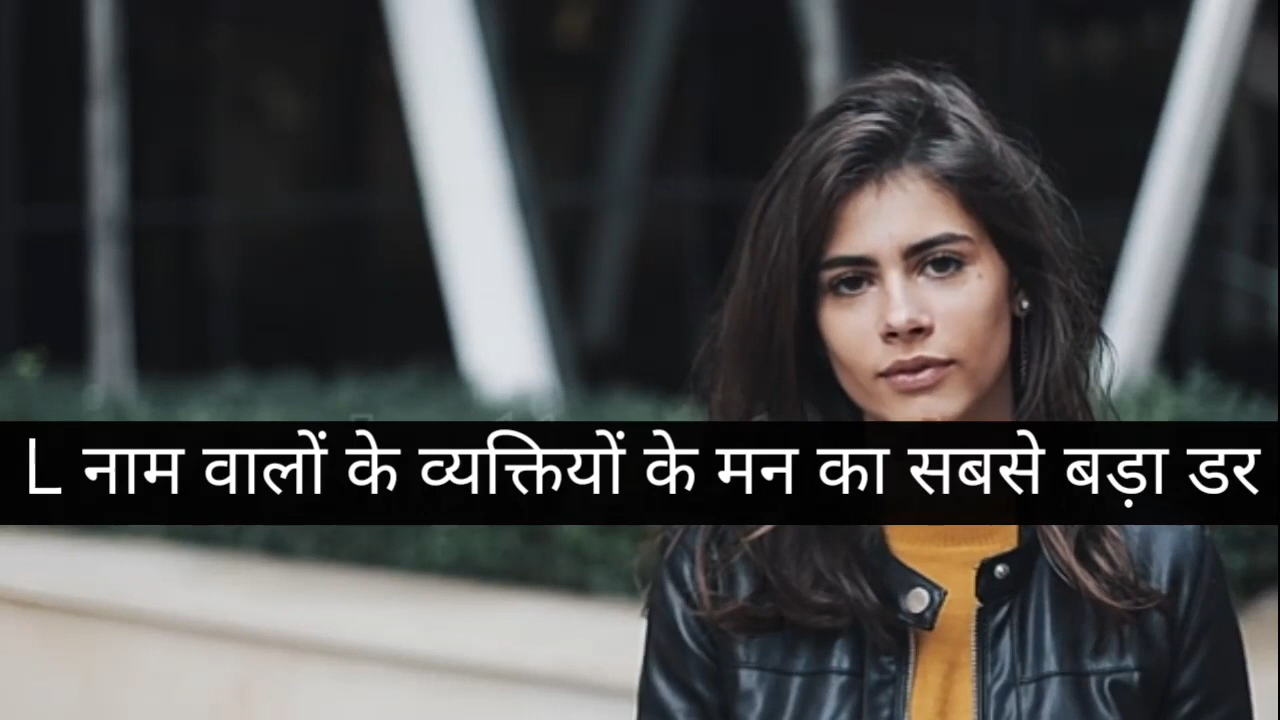 L नाम वालों के व्यक्तियों के मन का सबसे बड़ा डर